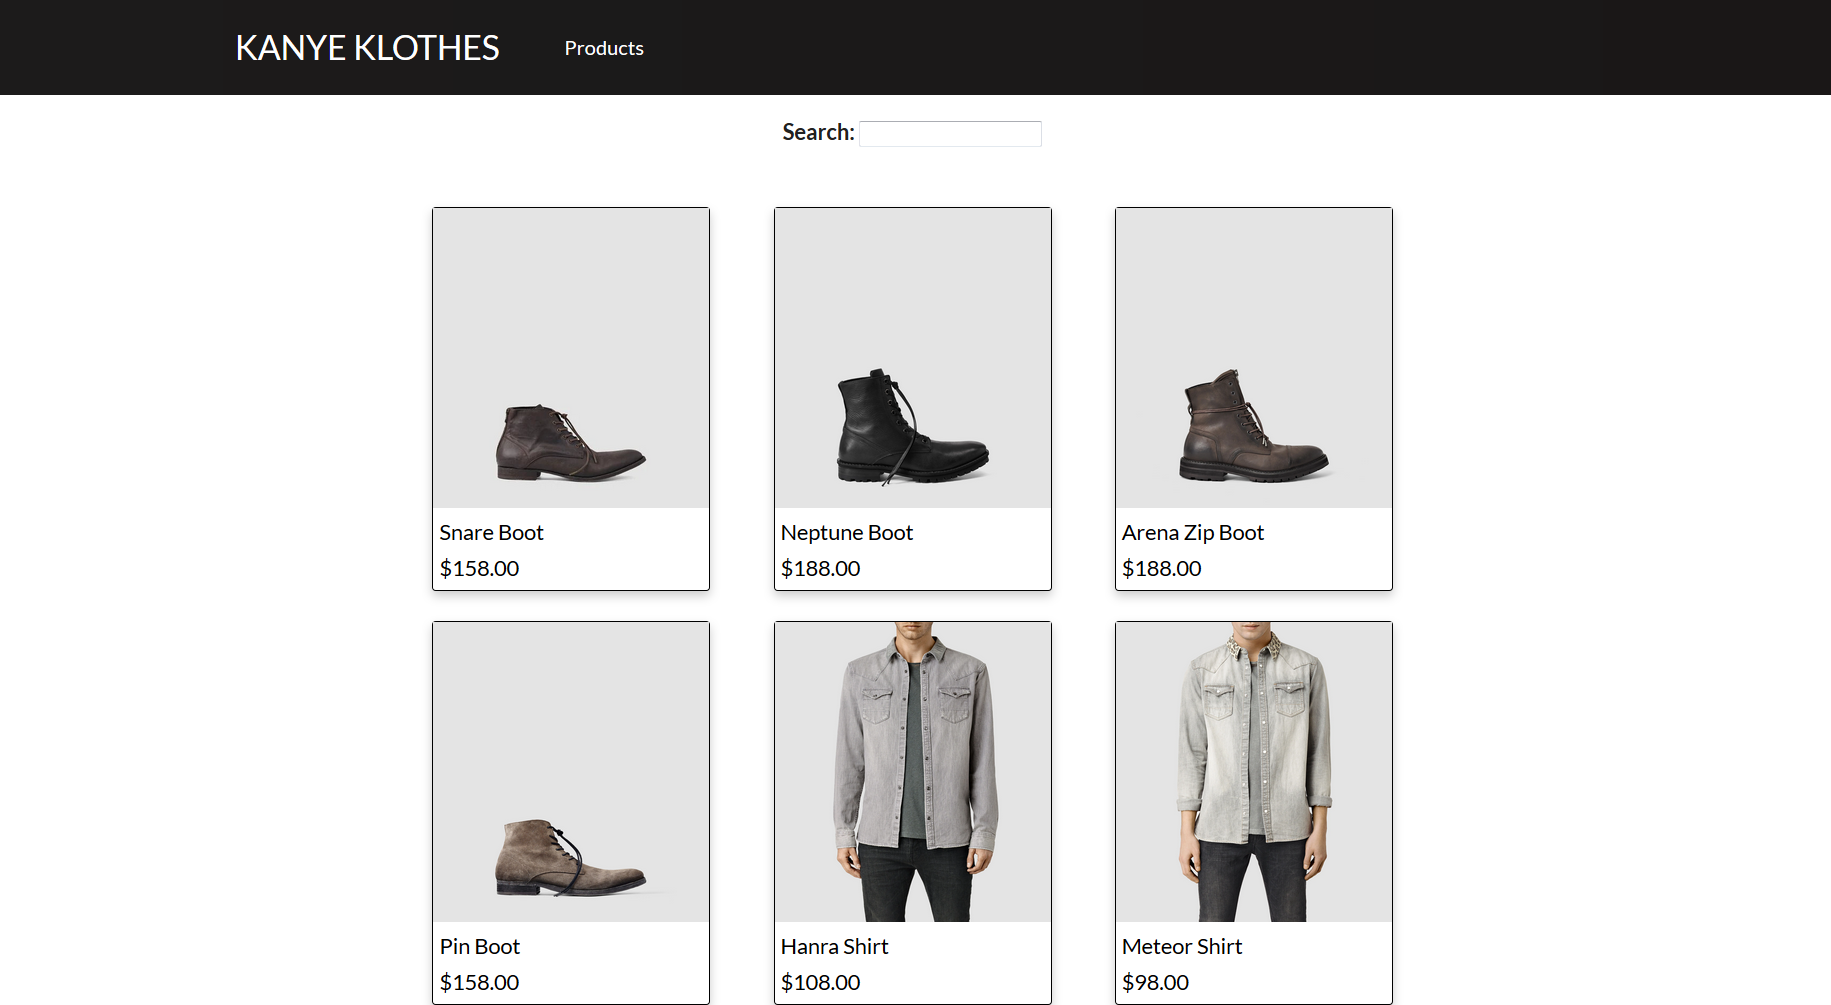 KANYE KLOTHES
Products
Search:
Snare Boot
$158.00
Neptune Boot
$188.00
Arena Zip Boot
$188.00
Pin Boot
$158.00
Hanra Shirt
$108.00
Meteor Shirt
$98.00